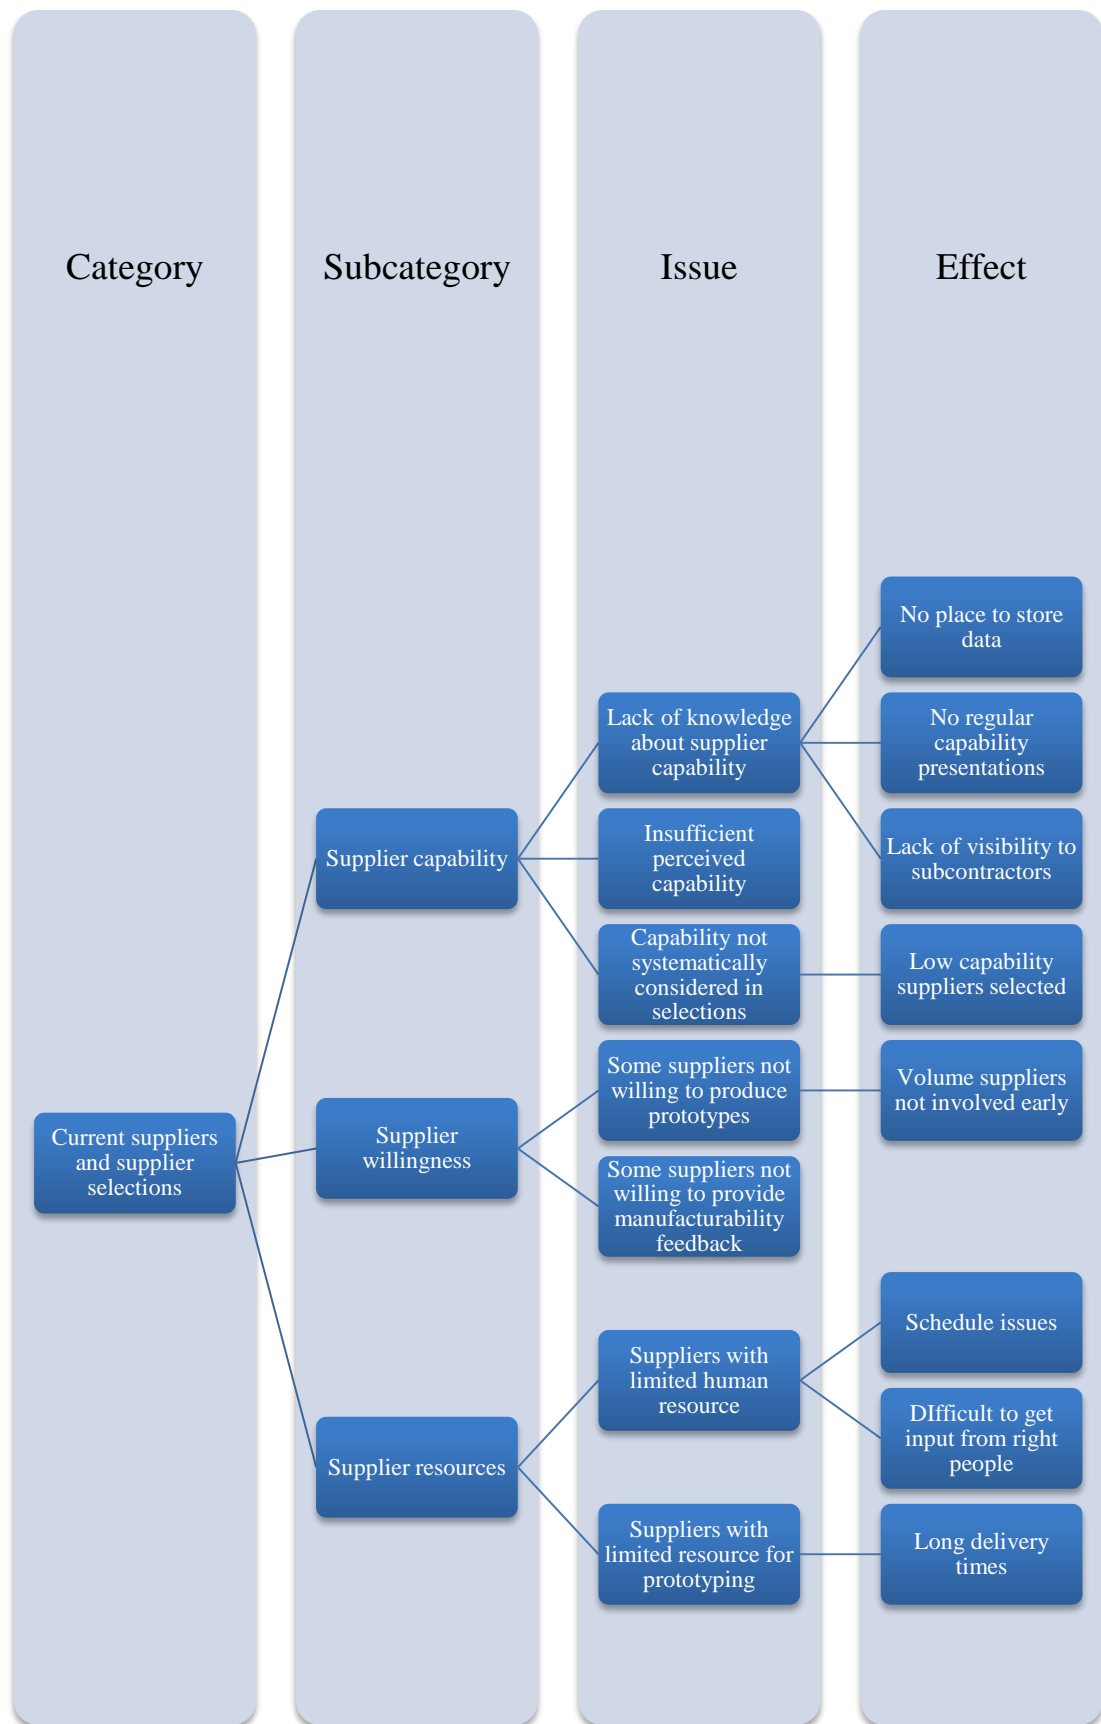 Category
Subcategory
Issue
Effect
Current suppliers
and supplier
selections
Supplier capability
Supplier
willingness
Supplier resources
Lack of knowledge
about supplier
capability
Insufficient
perceived
capability
Capability not
systematically
considered in
selections
Some suppliers not
willing to produce
prototypes
Some suppliers not
willing to provide
manufacturability
feedback
Suppliers with
limited human
resource
Suppliers with
limited resource for
prototyping
No place to store
data
No regular
capability
presentations
Lack of visibility to
subcontractors
Low capability
suppliers selected
Volume suppliers
not involved early
Schedule issues
DIfficult to get
input from right
people
Long delivery
times